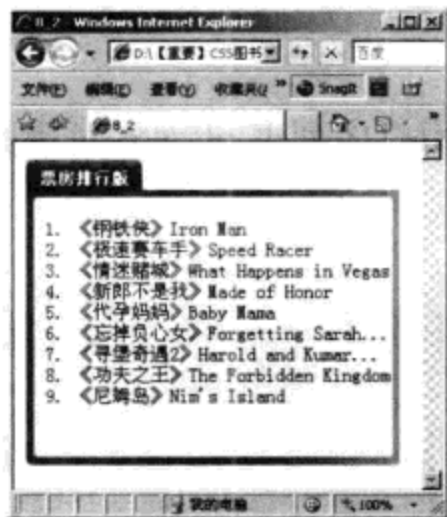 8_2 - Windows Internet Explorer
D:\【重要】CSS图书
百度
文件(F) 编辑(E) 查看(V) 收藏夹( » SnagIt
8_2
票房排行版
1. 《钢铁侠》Iron Man
2. 《极速赛车手》Speed Racer
3. 《情迷赌城》What Happens in Vegas
4. 《新郎不是我》Made of Honor
5. 《代孕妈妈》Baby Mama
6. 《忘掉负心女》Forgetting Sarah...
7. 《寻堡奇遇2》Harold and Kumar...
8. 《功夫之王》The Forbidden Kingdom
9. 《尼姆岛》Nim's Island
我的电脑
100%